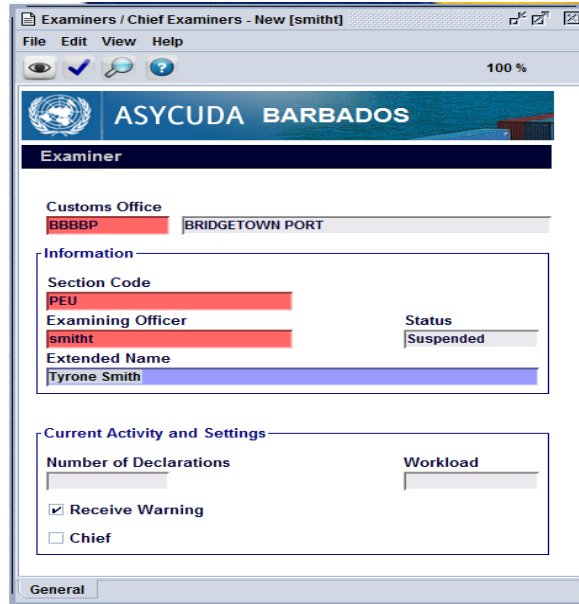 Examiners / Chief Examiners - New [smitht]
File Edit View Help
100 %
ASYCUDA BARBADOS
Examiner
Customs Office
BBBBP BRIDGETOWN PORT
Information
Section Code
PEU
Examining Officer Status
smitht Suspended
Extended Name
Tyrone Smith
Current Activity and Settings
Number of Declarations Workload
Receive Warning
Chief
General